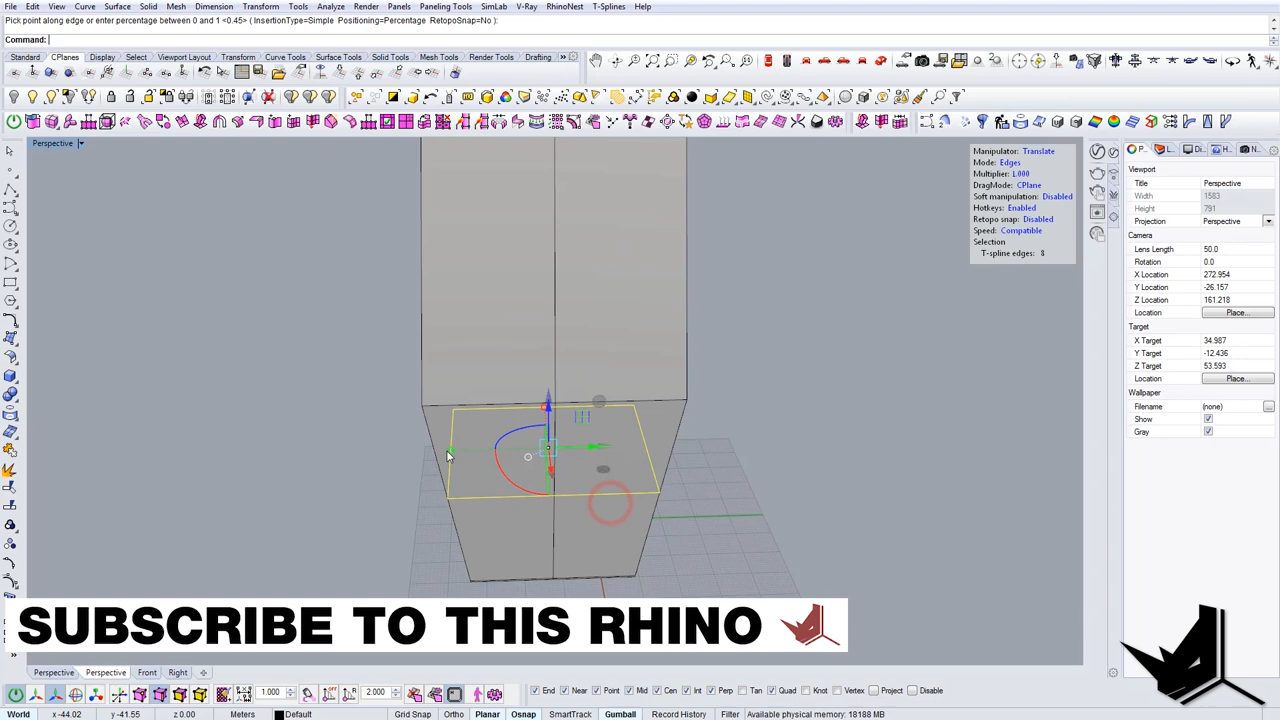 File Edit View Curve Surface Solid Mesh Dimension Transform Tools Analyze Render Panels Paneling Tools SimLab V-Ray RhinoNest T-Splines Help
Pick point along edge or enter percentage between 0 and 1 <0.45> ( InsertionType=Simple Positioning=Percentage RetopoSnap=No ):
Command:
Standard CPlanes Display Select Viewport Layout Transform Curve Tools Surface Tools Solid Tools Mesh Tools Render Tools Drafting
Perspective
Manipulator: Translate
Mode: Edges
Multiplier: 1.000
DragMode: CPlane
Soft manipulation: Disabled
Hotkeys: Enabled
Retopo snap: Disabled
Speed: Compatible
Selection
T-spline edges: 8
P... L... Di... H... N...
Viewport
Title Perspective
Width 1583
Height 791
Projection Perspective
Camera
Lens Length 50.0
Rotation 0.0
X Location 272.954
Y Location -26.157
Z Location 161.218
Location Place...
Target
X Target 34.987
Y Target -12.436
Z Target 53.593
Location Place...
Wallpaper
Filename (none) ...
Show
Gray
SUBSCRIBE TO THIS RHINO
Perspective Perspective Front Right
1.000 2.000 End Near Point Mid Cen Int Perp Tan Quad Knot Vertex Project Disable
World x -44.02 y -41.55 z 0.00 Meters Default Grid Snap Ortho Planar Osnap SmartTrack Gumball Record History Filter Available physical memory: 18188 MB